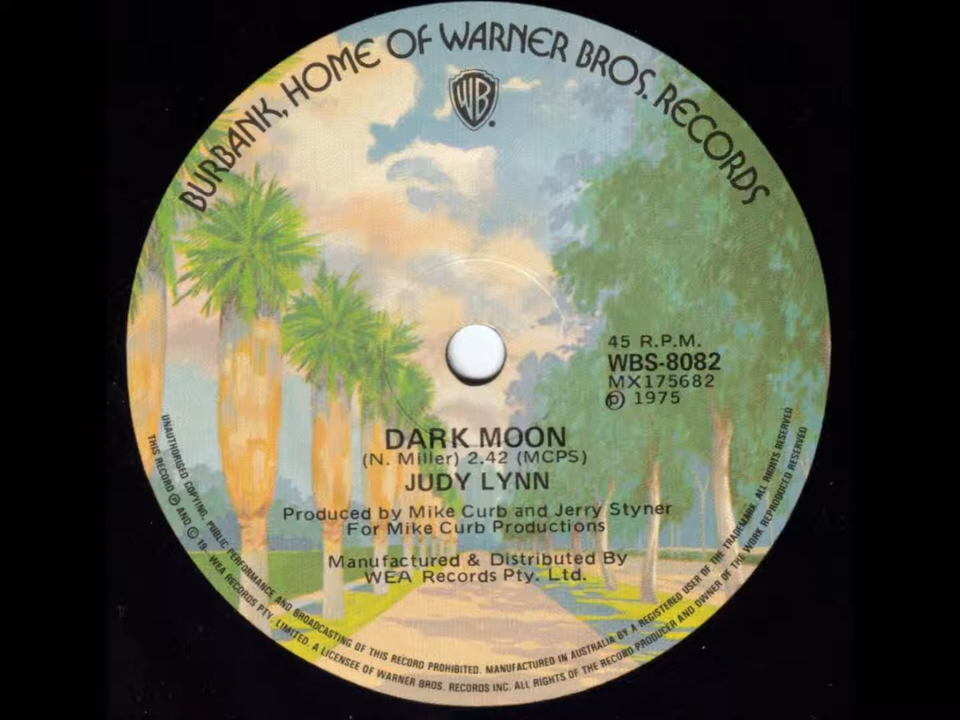 BURBANK, HOME OF WARNER BROS. RECORDS
WB
45 R.P.M.
WBS-8082
MX175682
℗ 1975
DARK MOON
(N. Miller) 2.42 (MCPS)
JUDY LYNN
Produced by Mike Curb and Jerry Styner
For Mike Curb Productions
Manufactured & Distributed By
WEA Records Pty. Ltd.
UNAUTHORISED COPYING, PUBLIC PERFORMANCE AND BROADCASTING OF THIS RECORD PROHIBITED. MANUFACTURED IN AUSTRALIA BY A REGISTERED USER OF THE TRADEMARK. ALL RIGHTS RESERVED
THIS RECORD ℗ AND © 19... WEA RECORDS PTY. LIMITED. A LICENSEE OF WARNER BROS. RECORDS INC. ALL RIGHTS OF THE RECORD PRODUCER AND OWNER OF THE WORK REPRODUCED RESERVED